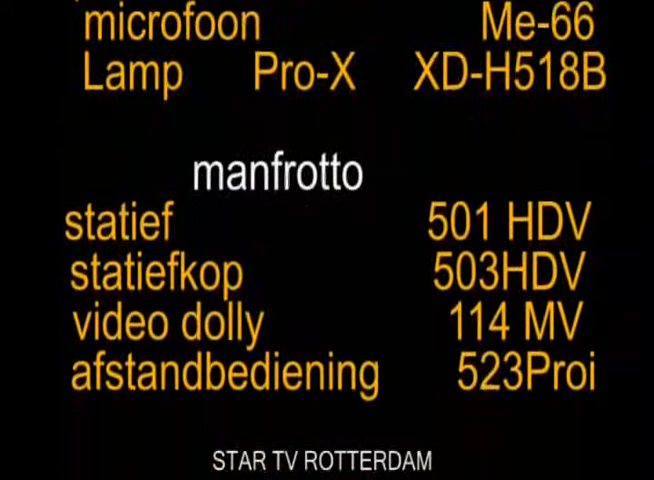 microfoon Me-66
Lamp Pro-X XD-H518B
manfrotto
statief 501 HDV
statiefkop 503HDV
video dolly 114 MV
afstandbediening 523Proi
STAR TV ROTTERDAM